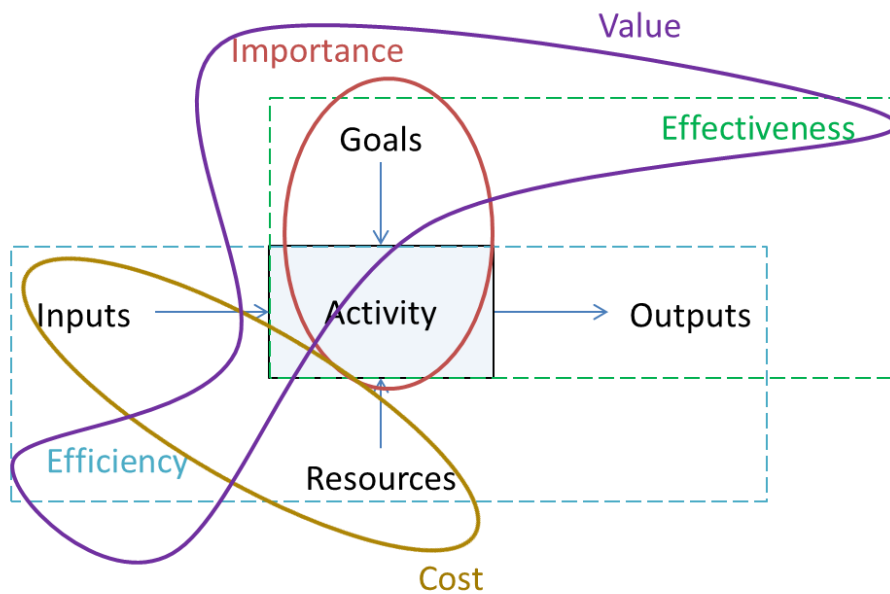 Value
Importance
Effectiveness
Goals
Inputs
Activity
Outputs
Efficiency
Resources
Cost